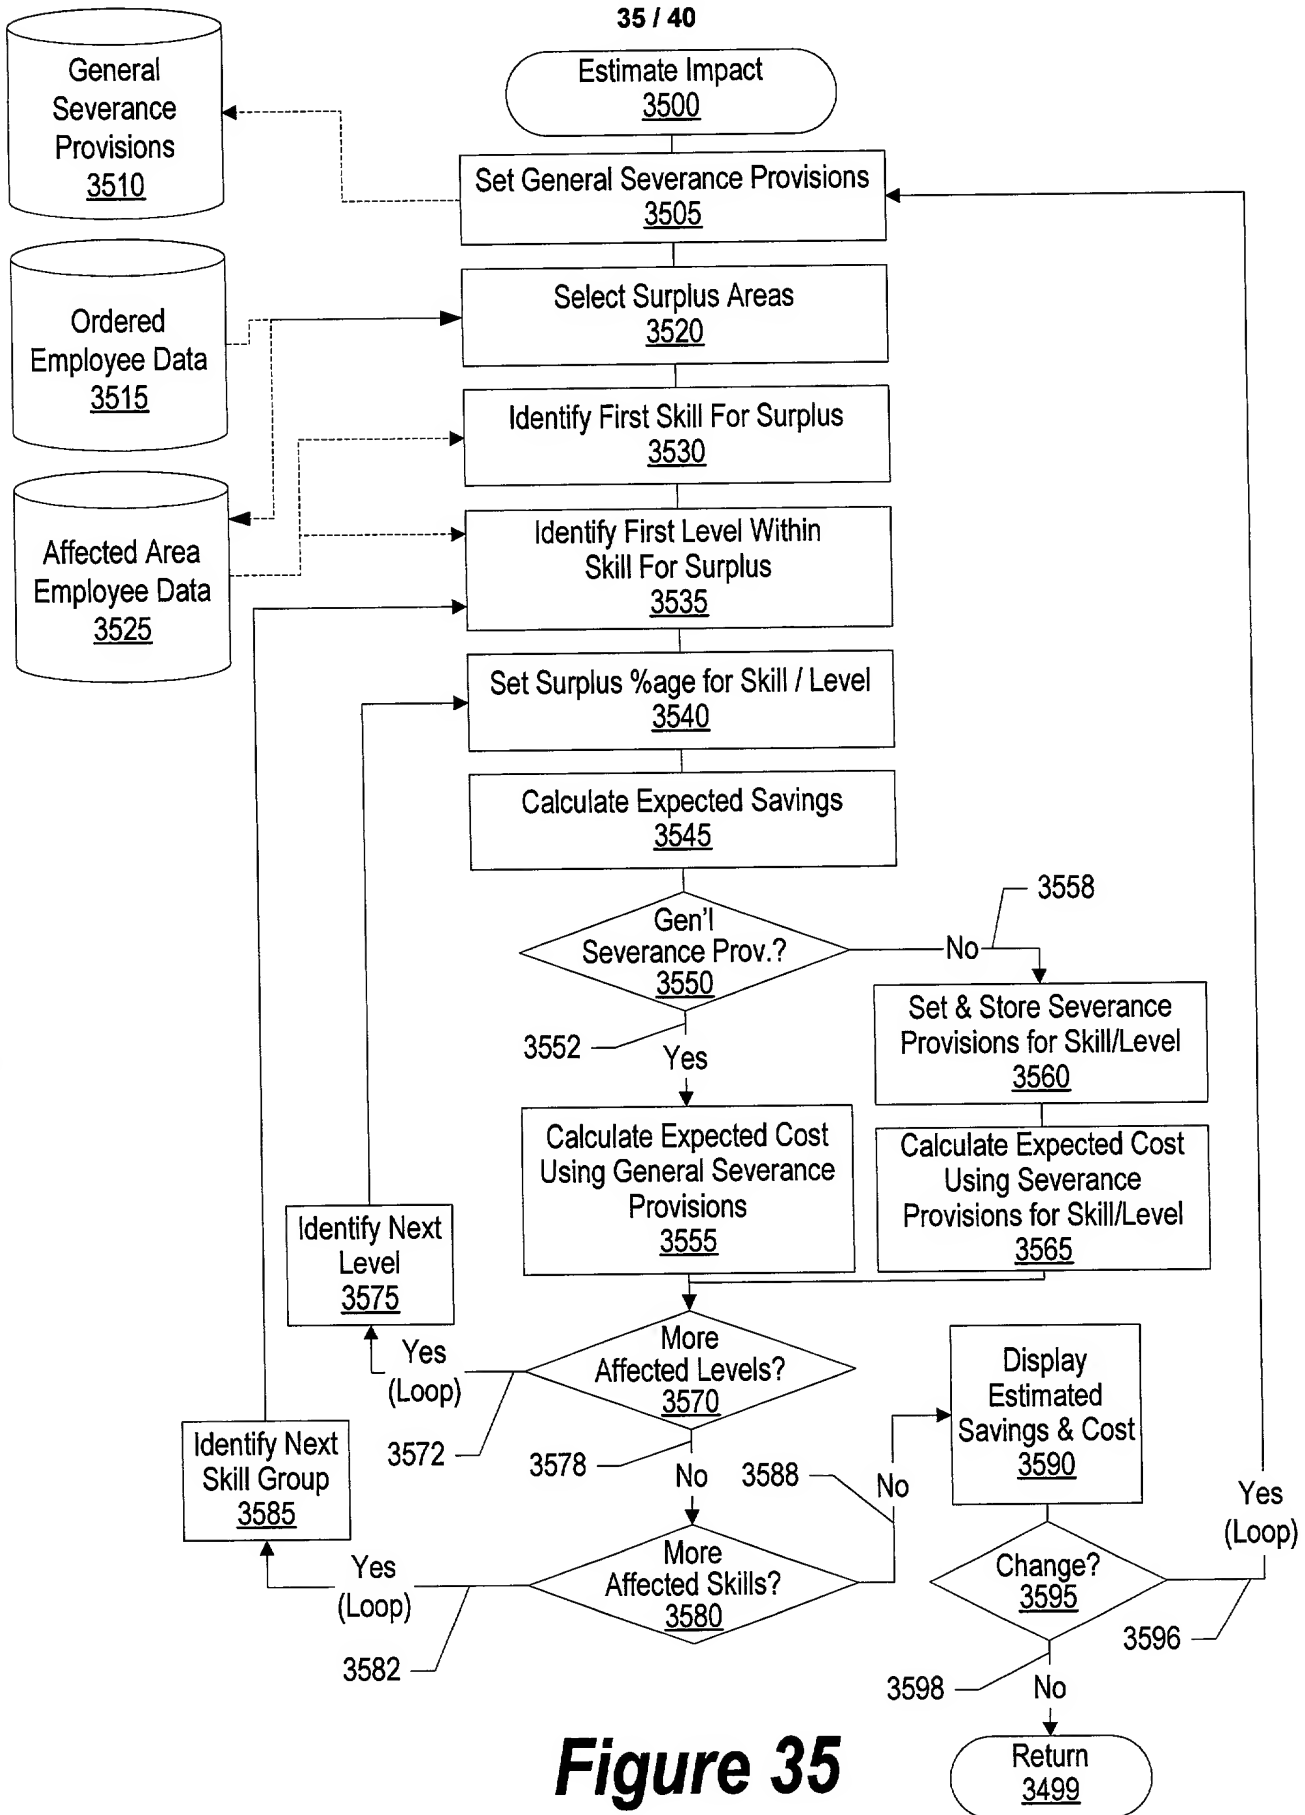 35 / 40
General
Severance
Provisions
3510
Estimate Impact
3500
Set General Severance Provisions
3505
Ordered
Employee Data
3515
Select Surplus Areas
3520
Identify First Skill For Surplus
3530
Affected Area
Employee Data
3525
Identify First Level Within
Skill For Surplus
3535
Set Surplus %age for Skill / Level
3540
Calculate Expected Savings
3545
Gen'l
Severance Prov.?
3550
No
3558
3552
Yes
Set & Store Severance
Provisions for Skill/Level
3560
Calculate Expected Cost
Using General Severance
Provisions
3555
Calculate Expected Cost
Using Severance
Provisions for Skill/Level
3565
Identify Next
Level
3575
Yes
(Loop)
3572
More
Affected Levels?
3570
3578
No
Identify Next
Skill Group
3585
Yes
(Loop)
3582
More
Affected Skills?
3580
3588
No
Display
Estimated
Savings & Cost
3590
Change?
3595
Yes
(Loop)
3596
3598
No
Return
3499
Figure 35